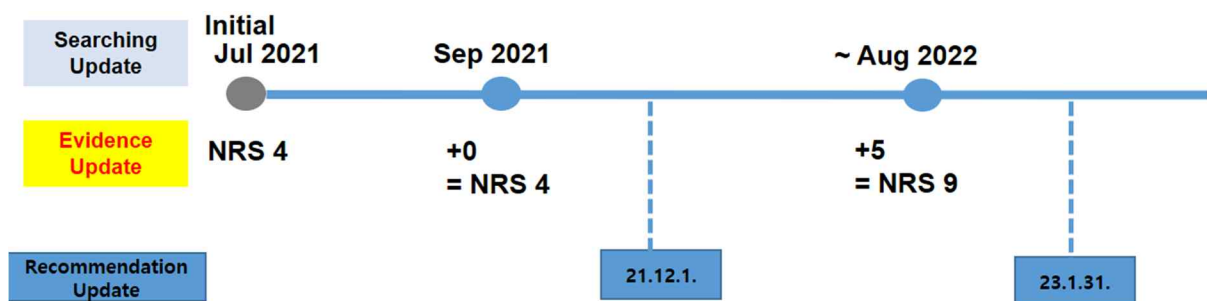 Searching
Update
Initial
Jul 2021
Sep 2021
~ Aug 2022
Evidence
Update
NRS 4
+0
= NRS 4
+5
= NRS 9
Recommendation
Update
21.12.1.
23.1.31.